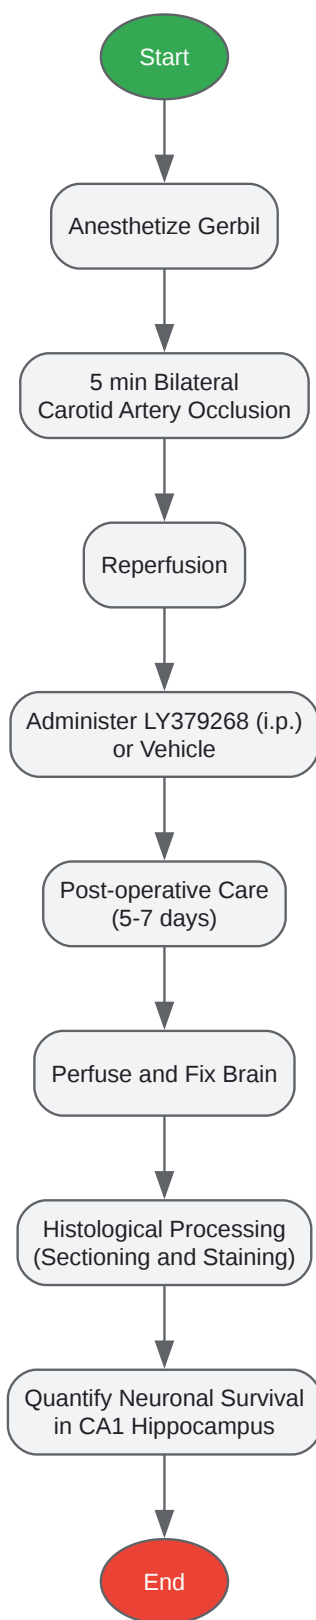 Start
Anesthetize Gerbil
5 min Bilateral
Carotid Artery Occlusion
Reperfusion
Administer LY379268 (i.p.)
or Vehicle
Post-operative Care
(5-7 days)
Perfuse and Fix Brain
Histological Processing
(Sectioning and Staining)
Quantify Neuronal Survival
in CA1 Hippocampus
End